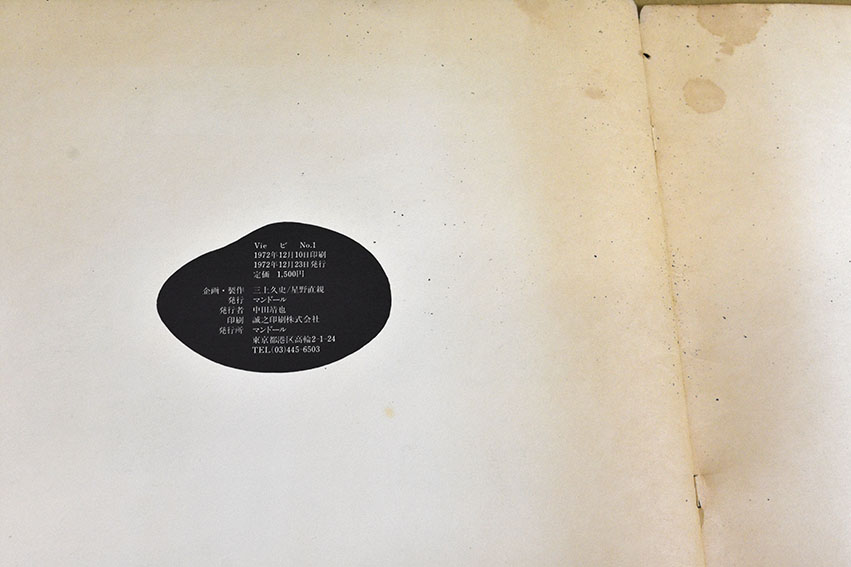 Vie ビ No.1
1972年12月10日印刷
1972年12月23日発行
定価 1,500円
企画・製作 三上久史/星野直親
発行 マンドール
発行者 中田靖也
印刷 誠之印刷株式会社
発行所 マンドール
東京都港区高輪2-1-24
TEL(03)445-6503